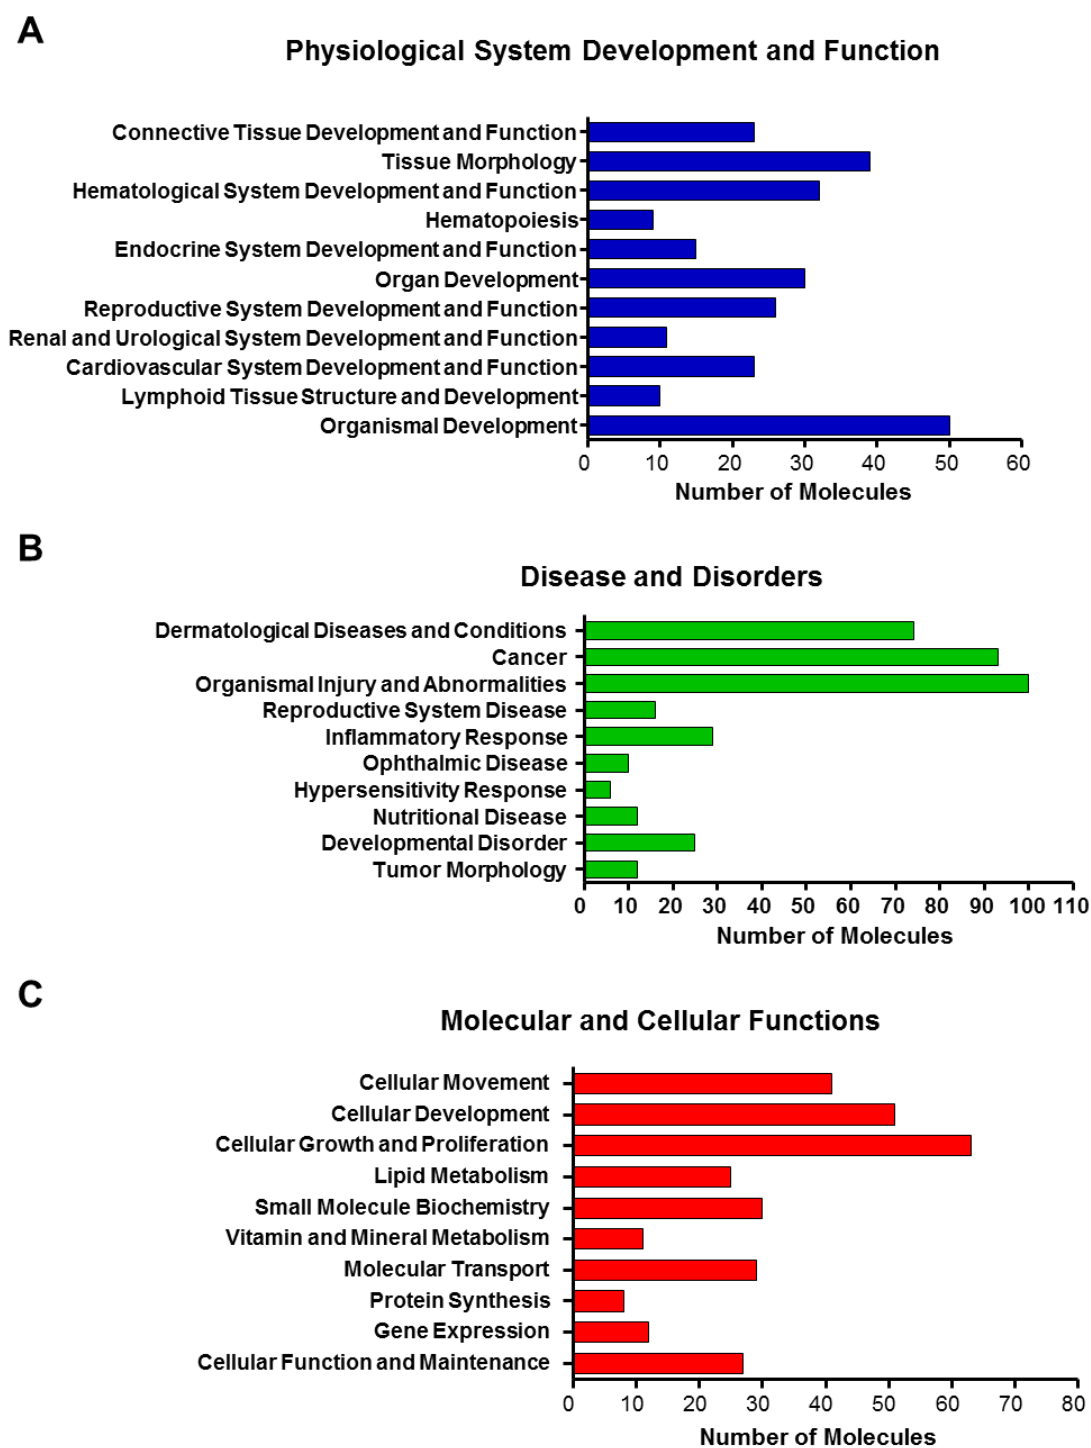 A
Physiological System Development and Function
Connective Tissue Development and Function
Tissue Morphology
Hematological System Development and Function
Hematopoiesis
Endocrine System Development and Function
Organ Development
Reproductive System Development and Function
Renal and Urological System Development and Function
Cardiovascular System Development and Function
Lymphoid Tissue Structure and Development
Organismal Development
0 10 20 30 40 50 60
Number of Molecules
B
Disease and Disorders
Dermatological Diseases and Conditions
Cancer
Organismal Injury and Abnormalities
Reproductive System Disease
Inflammatory Response
Ophthalmic Disease
Hypersensitivity Response
Nutritional Disease
Developmental Disorder
Tumor Morphology
0 10 20 30 40 50 60 70 80 90 100 110
Number of Molecules
C
Molecular and Cellular Functions
Cellular Movement
Cellular Development
Cellular Growth and Proliferation
Lipid Metabolism
Small Molecule Biochemistry
Vitamin and Mineral Metabolism
Molecular Transport
Protein Synthesis
Gene Expression
Cellular Function and Maintenance
0 10 20 30 40 50 60 70 80
Number of Molecules